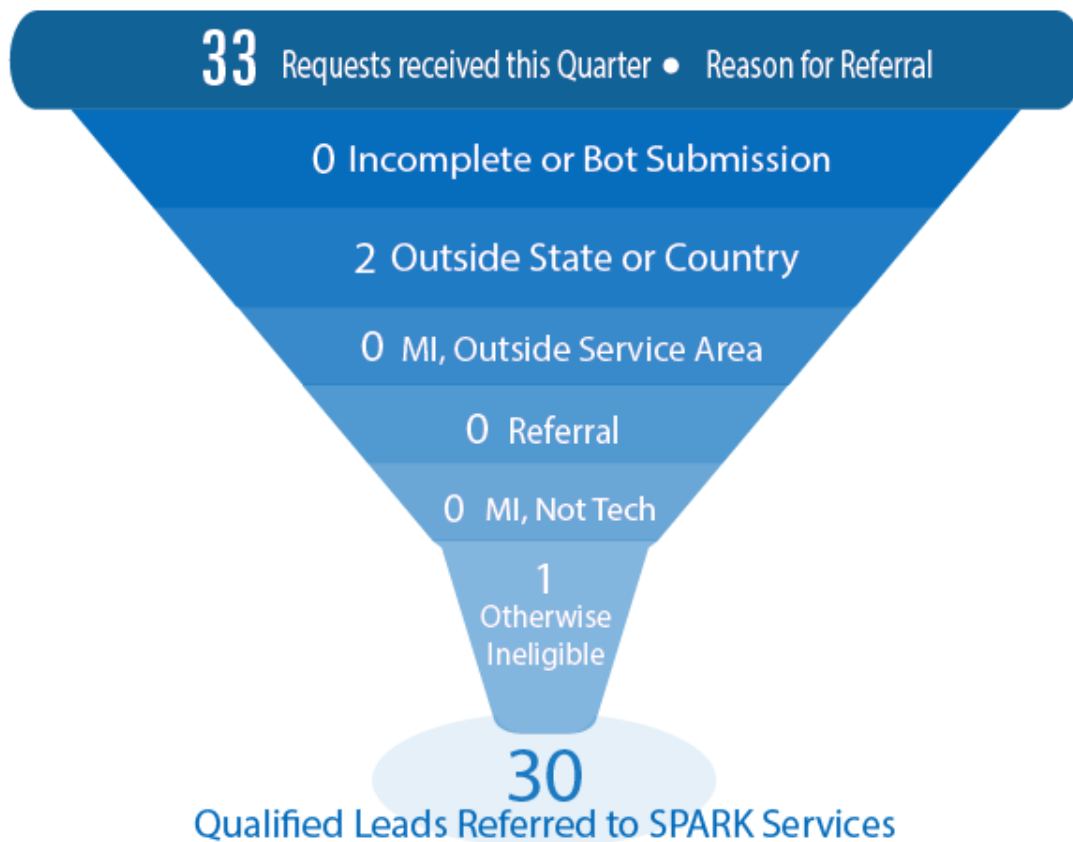 33 Requests received this Quarter • Reason for Referral
0 Incomplete or Bot Submission
2 Outside State or Country
0 MI, Outside Service Area
0 Referral
0 MI, Not Tech
1
Otherwise
Ineligible
30
Qualified Leads Referred to SPARK Services